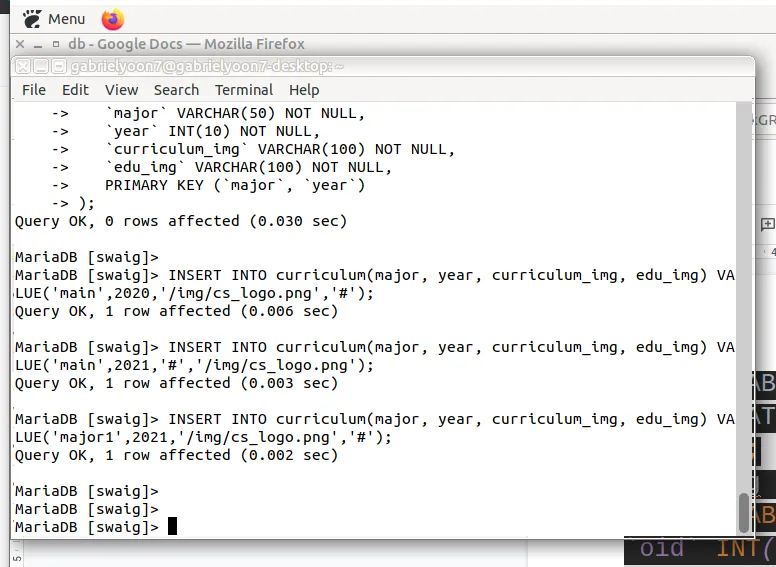 Menu
db - Google Docs — Mozilla Firefox
gabrielyoon7@gabrielyoon7-desktop: ~
File Edit View Search Terminal Help
-> `major` VARCHAR(50) NOT NULL,
-> `year` INT(10) NOT NULL,
-> `curriculum_img` VARCHAR(100) NOT NULL,
-> `edu_img` VARCHAR(100) NOT NULL,
-> PRIMARY KEY (`major`, `year`)
-> );
Query OK, 0 rows affected (0.030 sec)
MariaDB [swaig]>
MariaDB [swaig]> INSERT INTO curriculum(major, year, curriculum_img, edu_img) VA
LUE('main',2020,'/img/cs_logo.png','#');
Query OK, 1 row affected (0.006 sec)
MariaDB [swaig]> INSERT INTO curriculum(major, year, curriculum_img, edu_img) VA
LUE('main',2021,'#','/img/cs_logo.png');
Query OK, 1 row affected (0.003 sec)
MariaDB [swaig]> INSERT INTO curriculum(major, year, curriculum_img, edu_img) VA
LUE('major1',2021,'/img/cs_logo.png','#');
Query OK, 1 row affected (0.002 sec)
MariaDB [swaig]>
MariaDB [swaig]>
MariaDB [swaig]>
GR
4
AB
AT
AB
5
`oid` INT(